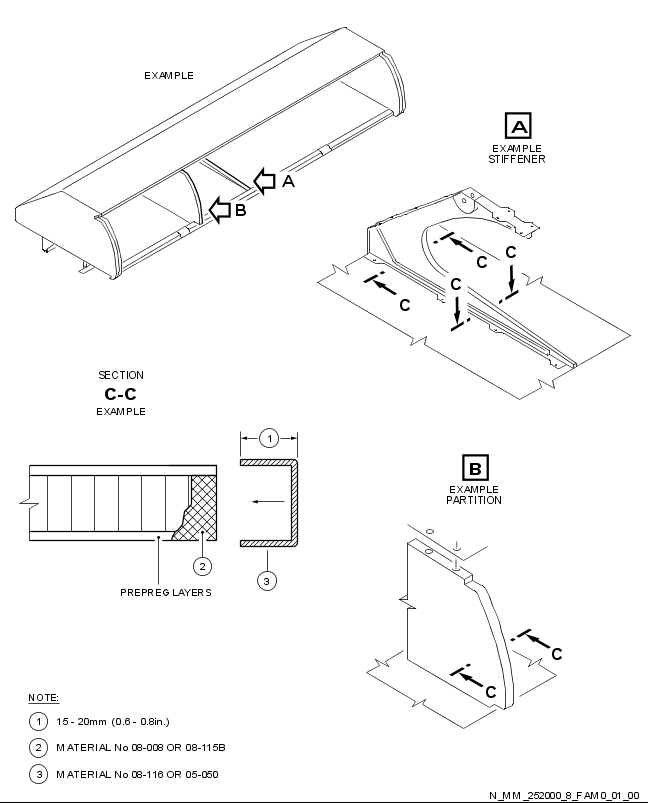 EXAMPLE
A
B
A
EXAMPLE
STIFFENER
C
C
C
C
SECTION
C-C
EXAMPLE
1
2
3
PREPREG LAYERS
B
EXAMPLE
PARTITION
C
C
NOTE:
1 15 - 20mm (0.6 - 0.8in.)
2 MATERIAL No 08-008 OR 08-115B
3 MATERIAL No 08-116 OR 05-050
N_MM_252000_8_FAM0_01_00